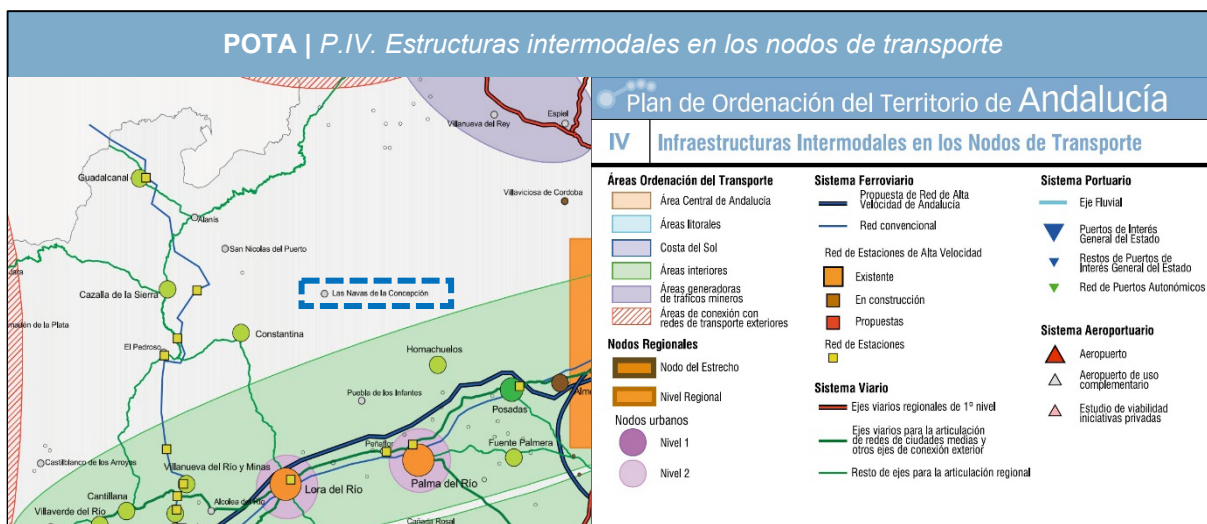 POTA | P.IV. Estructuras intermodales en los nodos de transporte
Villanueva del Rey
Espiel
Guadalcanal
Villaviciosa de Cordoba
Alanis
San Nicolas del Puerto
Cazalla de la Sierra
Las Navas de la Concepción
Constantina
El Pedroso
Hornachuelos
Puebla de los Infantes
Posadas
Peñaflor
Fuente Palmera
Castilblanco de los Arroyos
Villanueva del Río y Minas
Palma del Río
Lora del Río
Cantillana
Alcolea del Río
Villaverde del Río
Cañada Rosal
Plan de Ordenación del Territorio de Andalucía
IV Infraestructuras Intermodales en los Nodos de Transporte
Áreas Ordenación del Transporte
Área Central de Andalucía
Áreas litorales
Costa del Sol
Áreas interiores
Áreas generadoras
de tráficos mineros
Áreas de conexión con
redes de transporte exteriores
Nodos Regionales
Nodo del Estrecho
Nivel Regional
Nodos urbanos
Nivel 1
Nivel 2
Sistema Ferroviario
Propuesta de Red de Alta
Velocidad de Andalucía
Red convencional
Red de Estaciones de Alta Velocidad
Existente
En construcción
Propuestas
Red de Estaciones
Sistema Viario
Ejes viarios regionales de 1º nivel
Ejes viarios para la articulación
de redes de ciudades medias y
otros ejes de conexión exterior
Resto de ejes para la articulación regional
Sistema Portuario
Eje Fluvial
Puertos de Interés
General del Estado
Restos de Puertos de
Interés General del Estado
Red de Puertos Autonómicos
Sistema Aeroportuario
Aeropuerto
Aeropuerto de uso
complementario
Estudio de viabilidad
iniciativas privadas